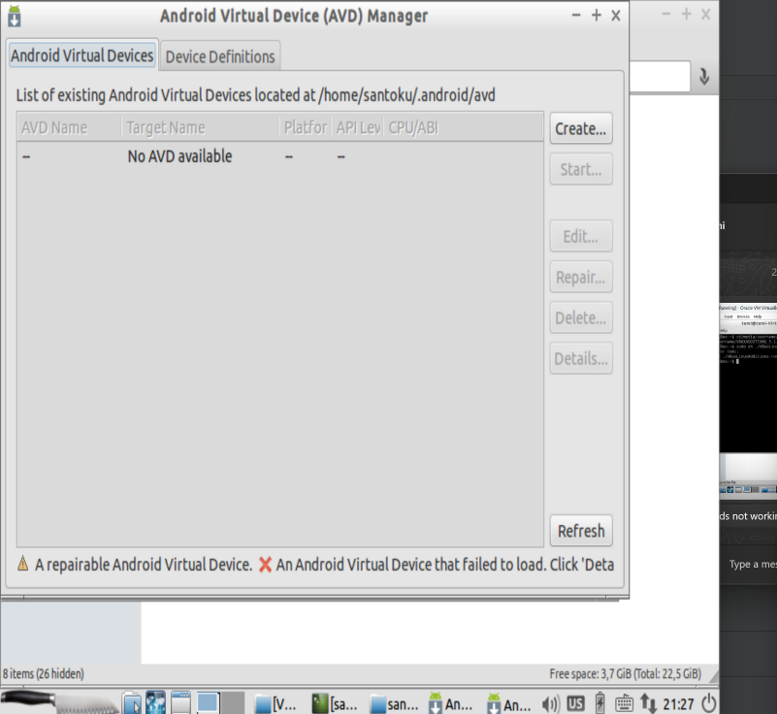 Android Virtual Device (AVD) Manager
Android Virtual Devices
Device Definitions
List of existing Android Virtual Devices located at /home/santoku/.android/avd
AVD Name Target Name Platfor API Lev CPU/ABI
-- No AVD available -- --
Create...
Start...
Edit...
Repair...
Delete...
Details...
Refresh
A repairable Android Virtual Device. An Android Virtual Device that failed to load. Click 'Deta
8 items (26 hidden)
Free space: 3,7 GiB (Total: 22,5 GiB)
[V... [sa... san... An... An... US 21:27
ds not workin
Type a mes